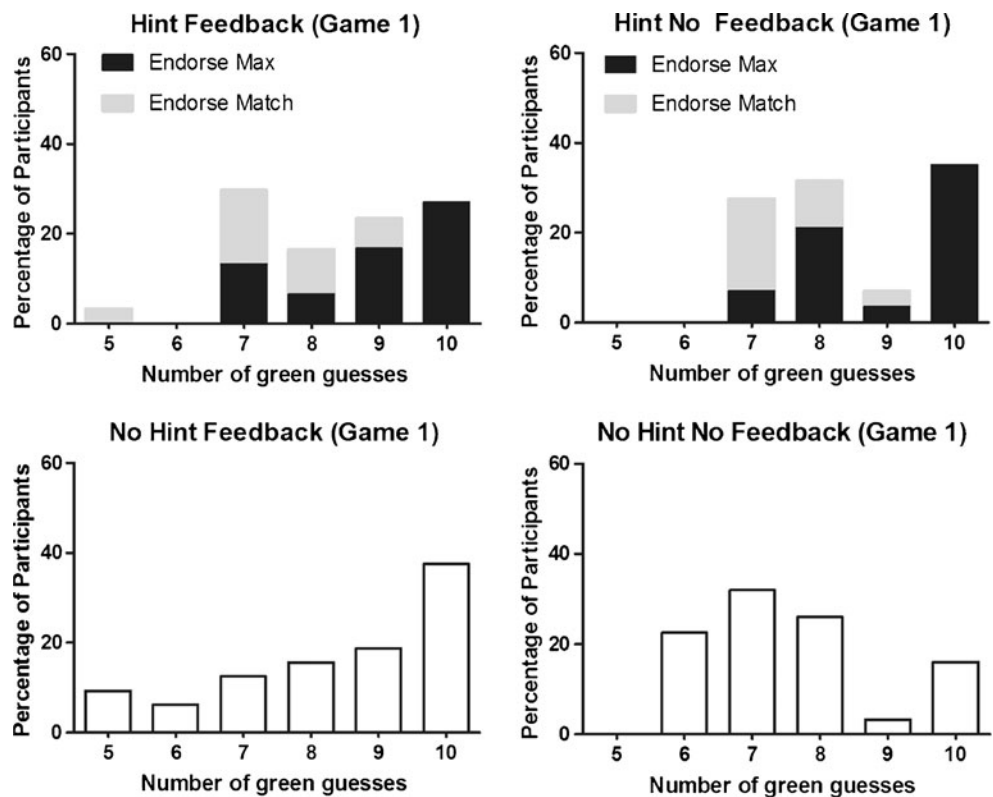 Hint Feedback (Game 1)
60
40
20
0
Percentage of Participants
Endorse Max
Endorse Match
5 6 7 8 9 10
Number of green guesses
Hint No Feedback (Game 1)
60
40
20
0
Percentage of Participants
Endorse Max
Endorse Match
5 6 7 8 9 10
Number of green guesses
No Hint Feedback (Game 1)
60
40
20
0
Percentage of Participants
5 6 7 8 9 10
Number of green guesses
No Hint No Feedback (Game 1)
60
40
20
0
Percentage of Participants
5 6 7 8 9 10
Number of green guesses